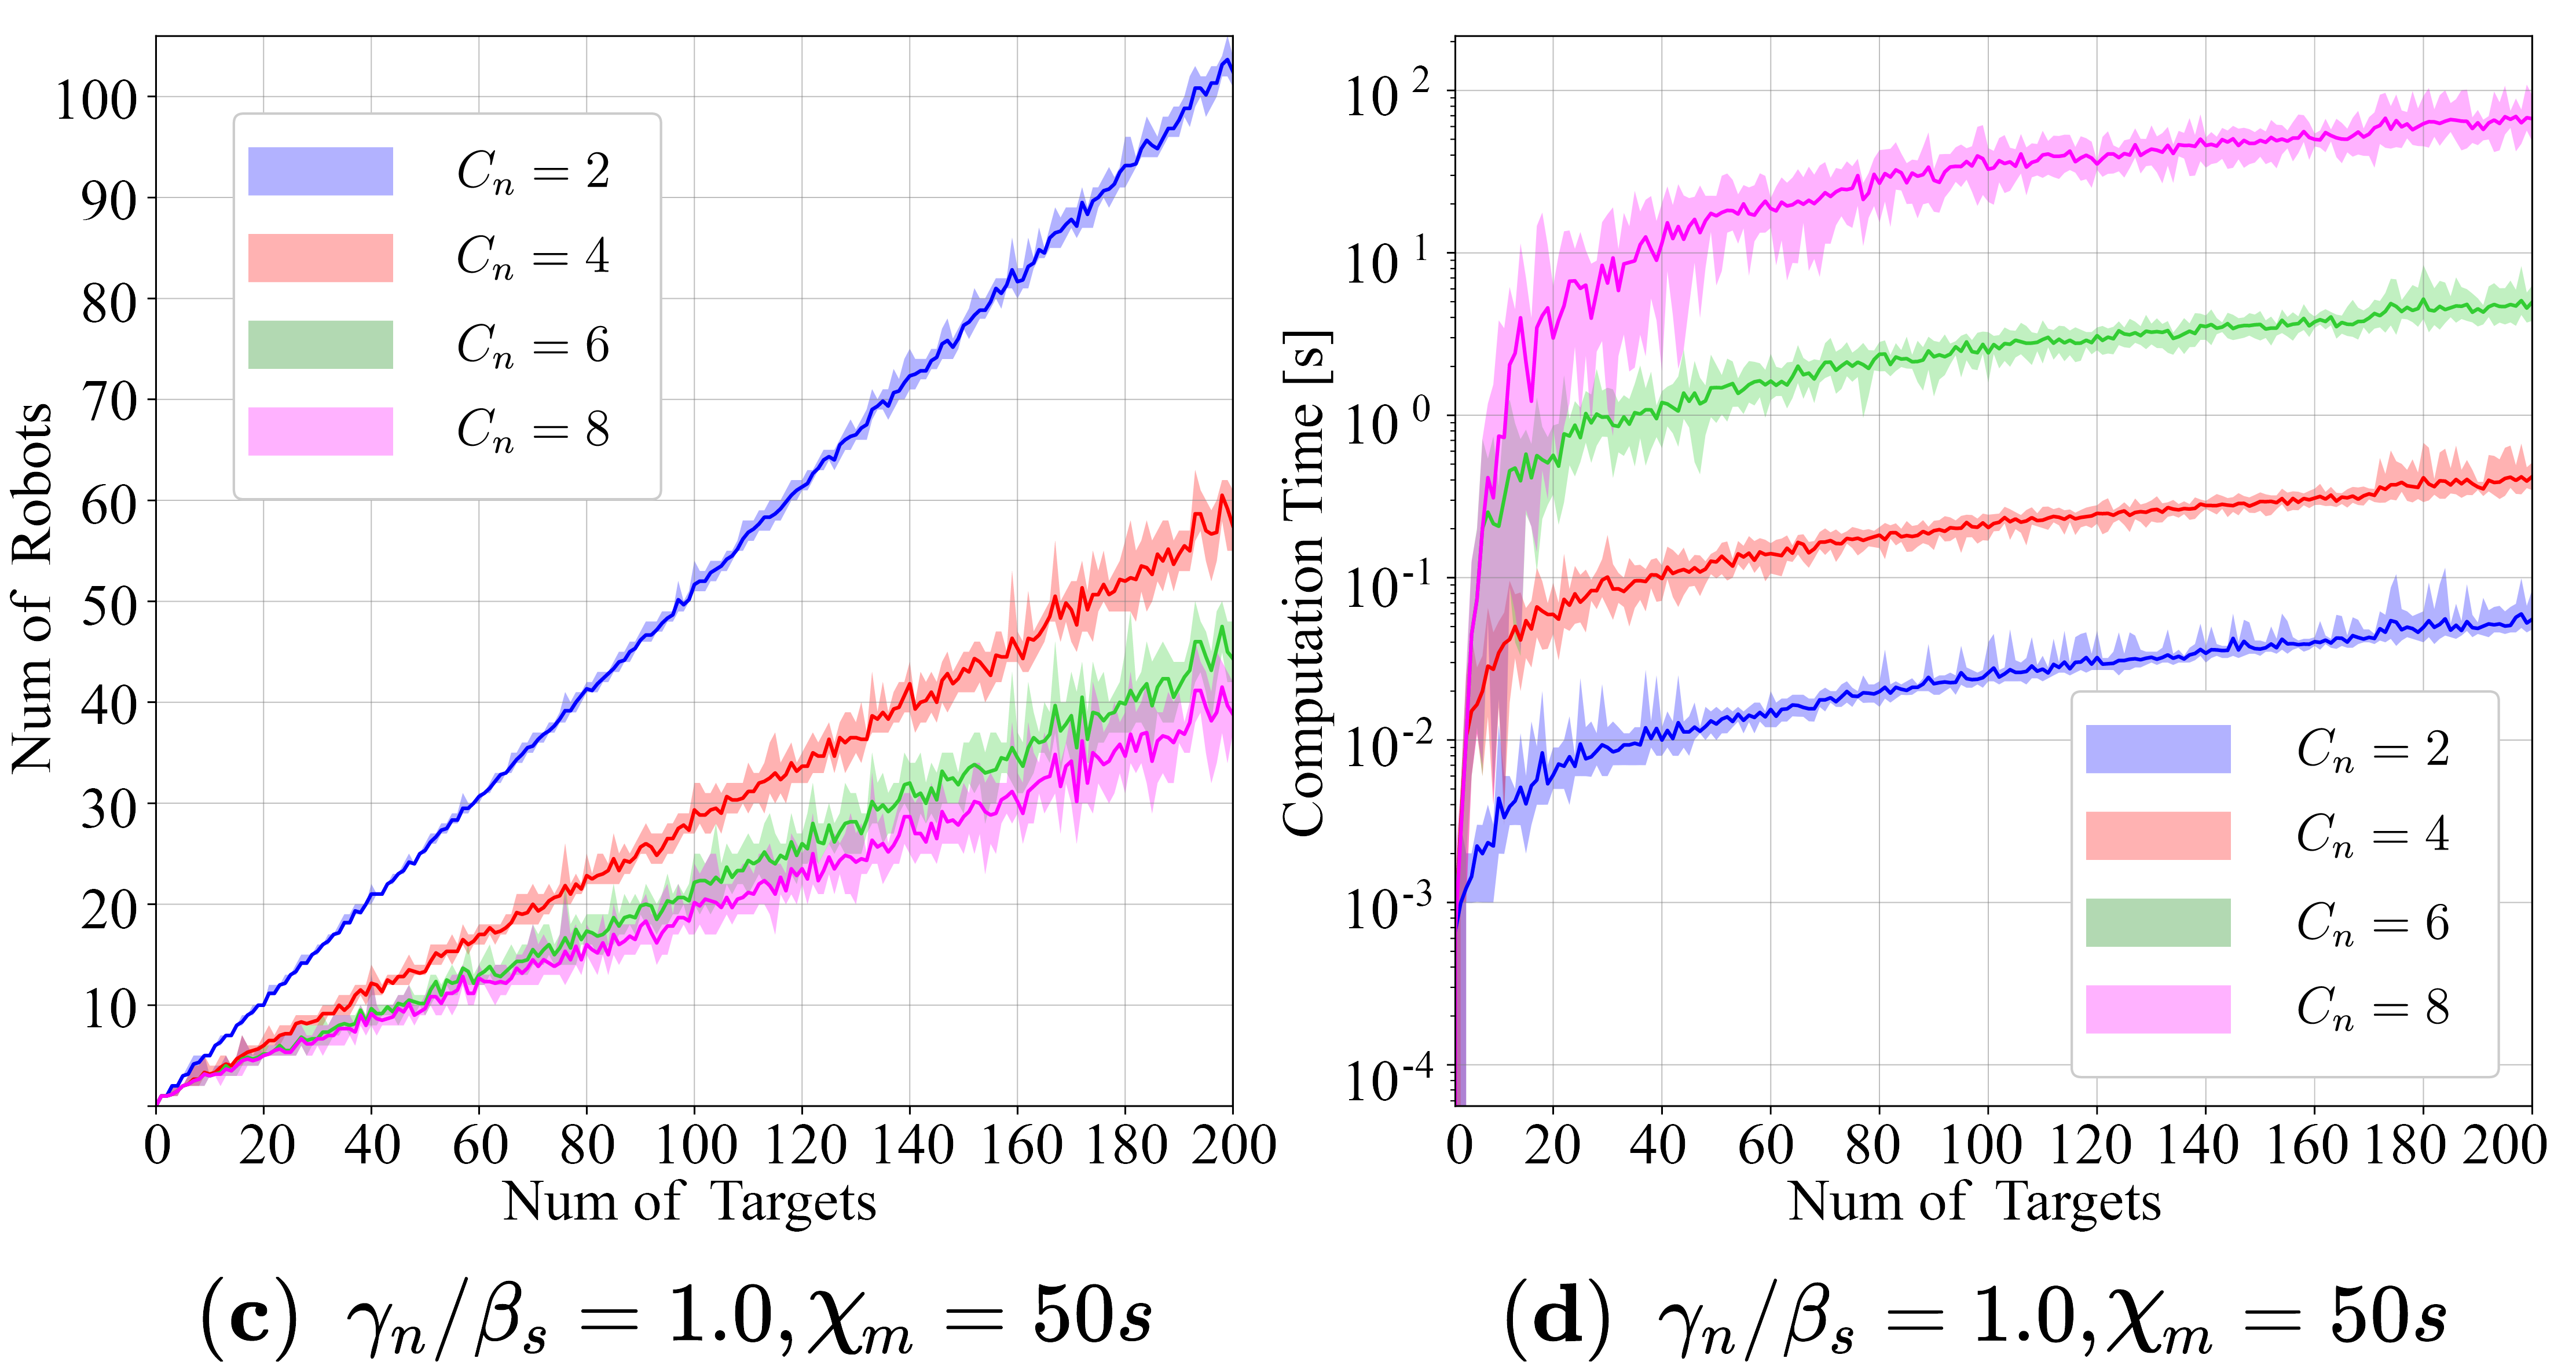 Num of Robots
100
90
80
70
60
50
40
30
20
10
C_n = 2
C_n = 4
C_n = 6
C_n = 8
0 20 40 60 80 100 120 140 160 180 200
Num of Targets
(c) γ_n/β_s = 1.0, χ_m = 50s
Computation Time [s]
10^2
10^1
10^0
10^-1
10^-2
10^-3
10^-4
C_n = 2
C_n = 4
C_n = 6
C_n = 8
0 20 40 60 80 100 120 140 160 180 200
Num of Targets
(d) γ_n/β_s = 1.0, χ_m = 50s